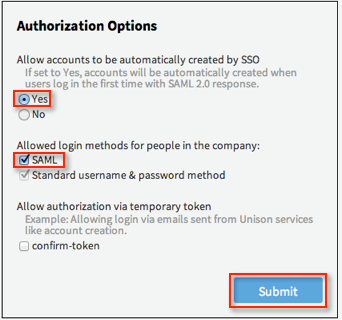 Authorization Options
Allow accounts to be automatically created by SSO
If set to Yes, accounts will be automatically created when
users log in the first time with SAML 2.0 response.
Yes
No
Allowed login methods for people in the company:
SAML
Standard username & password method
Allow authorization via temporary token
Example: Allowing login via emails sent from Unison services
like account creation.
confirm-token
Submit